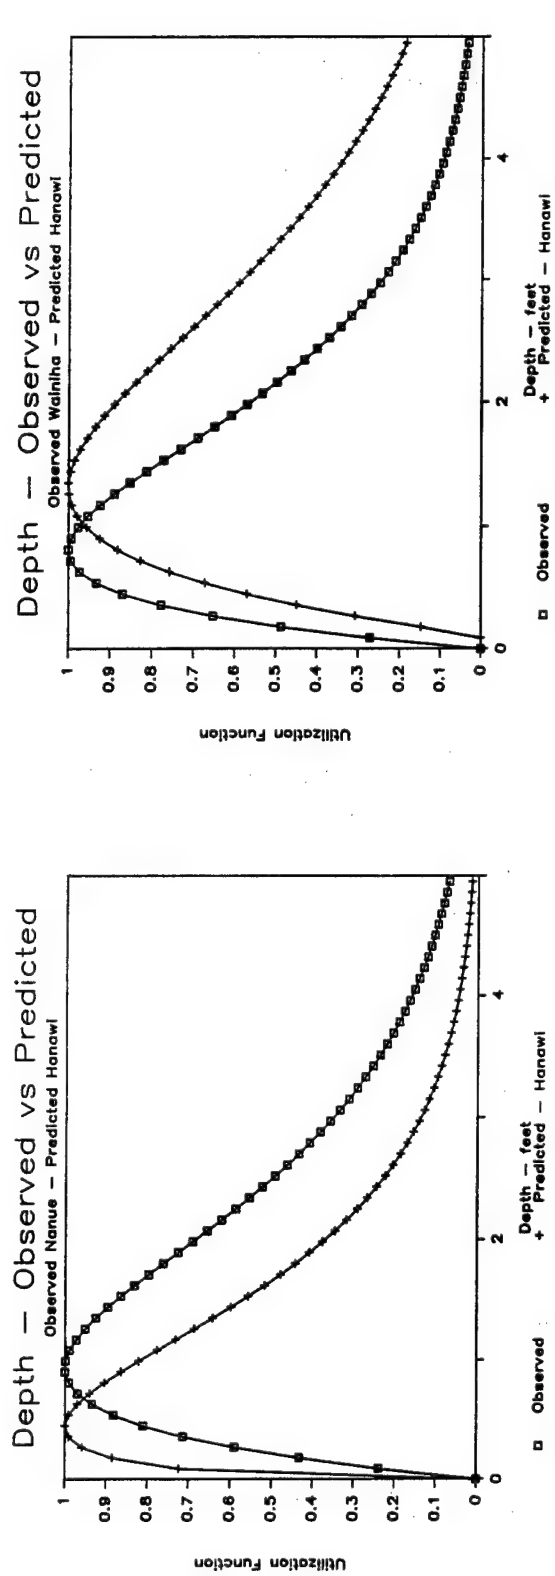 Depth — Observed vs Predicted
Observed Nanue — Predicted Hanawi
Utilization Function
1
0.9
0.8
0.7
0.6
0.5
0.4
0.3
0.2
0.1
0
0
2
4
Depth — feet
□ Observed
+ Predicted — Hanawi
Depth — Observed vs Predicted
Observed Wainiha — Predicted Hanawi
Utilization Function
1
0.9
0.8
0.7
0.6
0.5
0.4
0.3
0.2
0.1
0
0
2
4
Depth — feet
□ Observed
+ Predicted — Hanawi